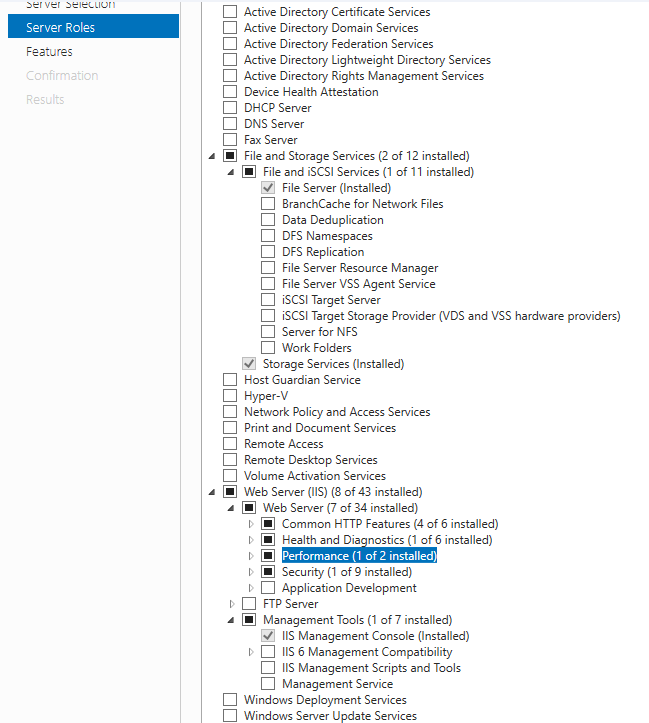 Server Selection
Server Roles
Features
Confirmation
Results
Active Directory Certificate Services
Active Directory Domain Services
Active Directory Federation Services
Active Directory Lightweight Directory Services
Active Directory Rights Management Services
Device Health Attestation
DHCP Server
DNS Server
Fax Server
File and Storage Services (2 of 12 installed)
File and iSCSI Services (1 of 11 installed)
File Server (Installed)
BranchCache for Network Files
Data Deduplication
DFS Namespaces
DFS Replication
File Server Resource Manager
File Server VSS Agent Service
iSCSI Target Server
iSCSI Target Storage Provider (VDS and VSS hardware providers)
Server for NFS
Work Folders
Storage Services (Installed)
Host Guardian Service
Hyper-V
Network Policy and Access Services
Print and Document Services
Remote Access
Remote Desktop Services
Volume Activation Services
Web Server (IIS) (8 of 43 installed)
Web Server (7 of 34 installed)
Common HTTP Features (4 of 6 installed)
Health and Diagnostics (1 of 6 installed)
Performance (1 of 2 installed)
Security (1 of 9 installed)
Application Development
FTP Server
Management Tools (1 of 7 installed)
IIS Management Console (Installed)
IIS 6 Management Compatibility
IIS Management Scripts and Tools
Management Service
Windows Deployment Services
Windows Server Update Services